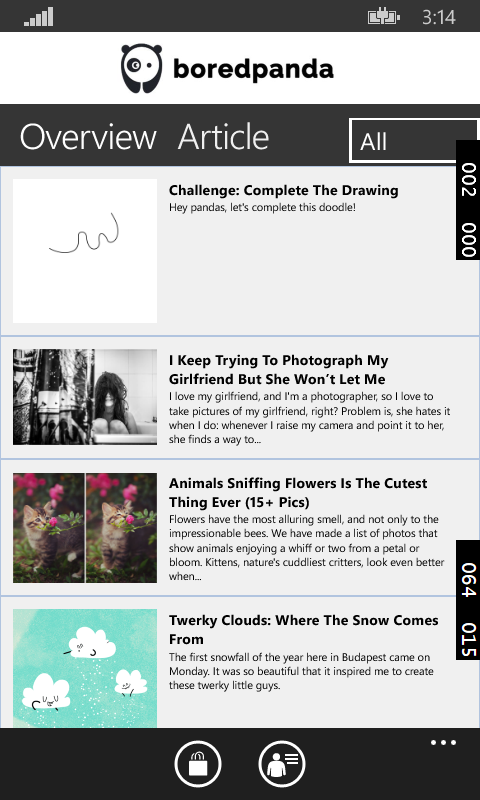 3:14
boredpanda
Overview Article All
002 000
Challenge: Complete The Drawing
Hey pandas, let's complete this doodle!
I Keep Trying To Photograph My
Girlfriend But She Won't Let Me
I love my girlfriend, and I'm a photographer, so I love to
take pictures of my girlfriend, right? Problem is, she hates it
when I do: whenever I raise my camera and point it to her,
she finds a way to...
Animals Sniffing Flowers Is The Cutest
Thing Ever (15+ Pics)
Flowers have the most alluring smell, and not only to the
impressionable bees. We have made a list of photos that
show animals enjoying a whiff or two from a petal or
bloom. Kittens, nature's cuddliest critters, look even better
when...
064 015
Twerky Clouds: Where The Snow Comes
From
The first snowfall of the year here in Budapest came on
Monday. It was so beautiful that it inspired me to create
these twerky little guys.